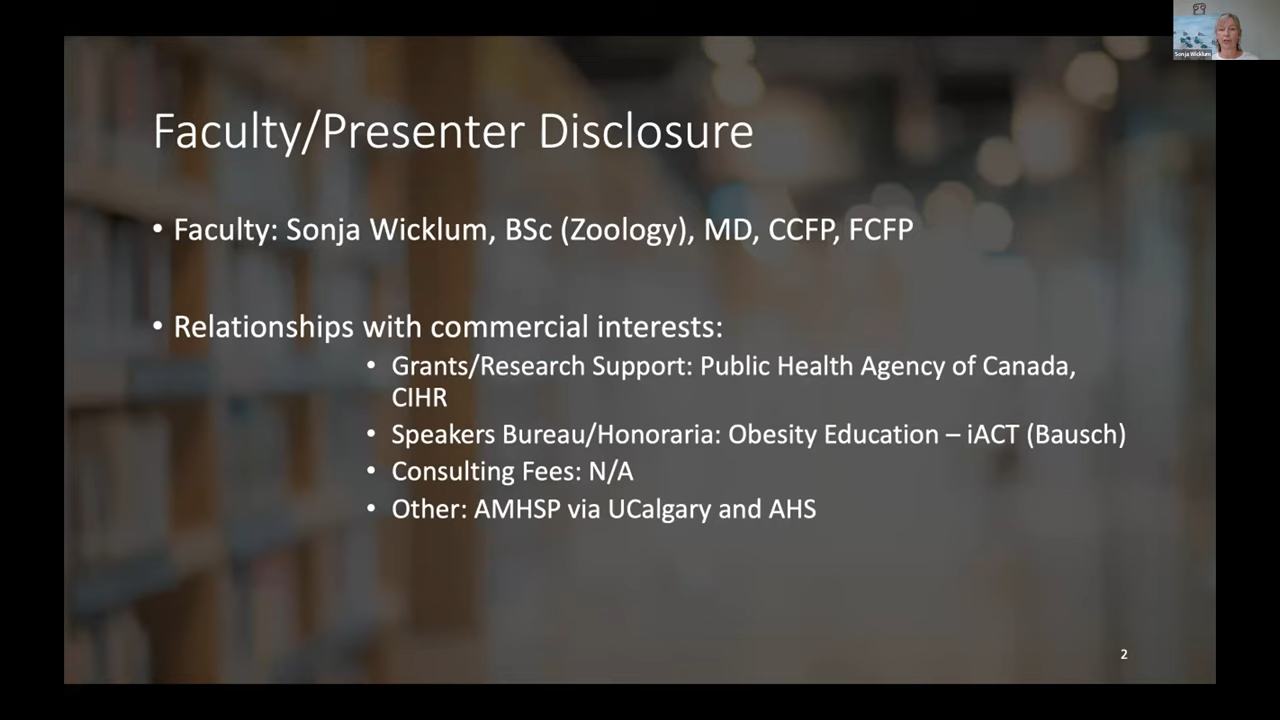 Sonja Wicklum
Faculty/Presenter Disclosure
• Faculty: Sonja Wicklum, BSc (Zoology), MD, CCFP, FCFP
• Relationships with commercial interests:
• Grants/Research Support: Public Health Agency of Canada,
CIHR
• Speakers Bureau/Honoraria: Obesity Education – iACT (Bausch)
• Consulting Fees: N/A
• Other: AMHSP via UCalgary and AHS
2